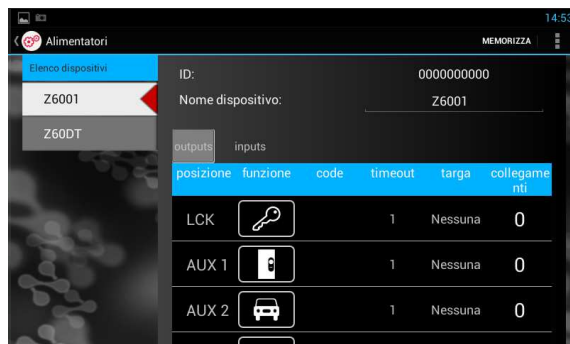 14:53
Alimentatori
MEMORIZZA
Elenco dispositivi
Z6001
Z60DT
ID: 0000000000
Nome dispositivo: Z6001
outputs inputs
posizione funzione code timeout targa collegame
nti
LCK 1 Nessuna 0
AUX 1 1 Nessuna 0
AUX 2 1 Nessuna 0